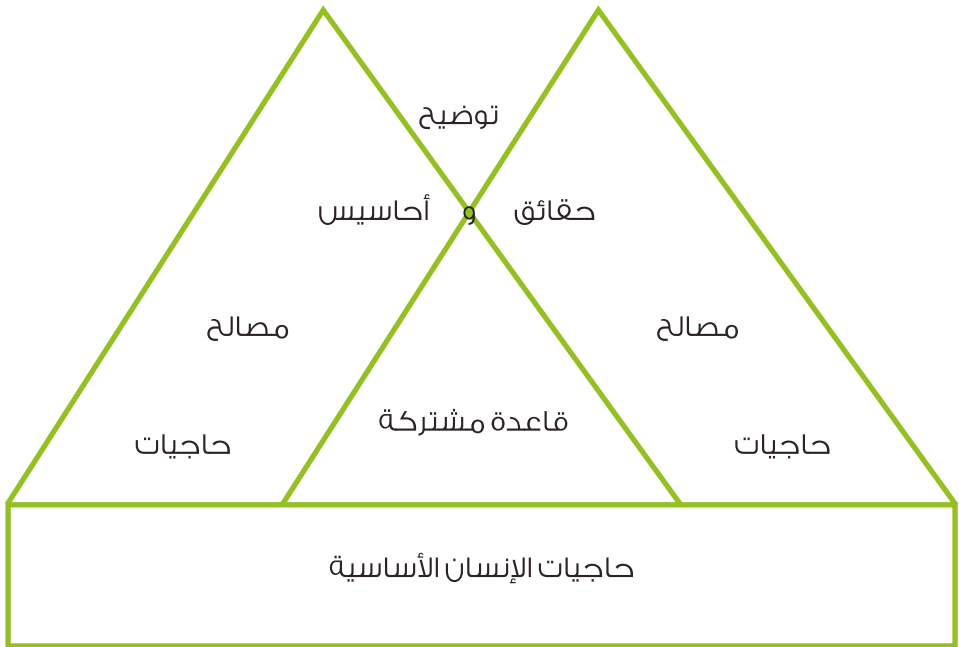 توضيح
حقائق و أحاسيس
مصالح
مصالح
قاعدة مشتركة
حاجيات
حاجيات
حاجيات الإنسان الأساسية